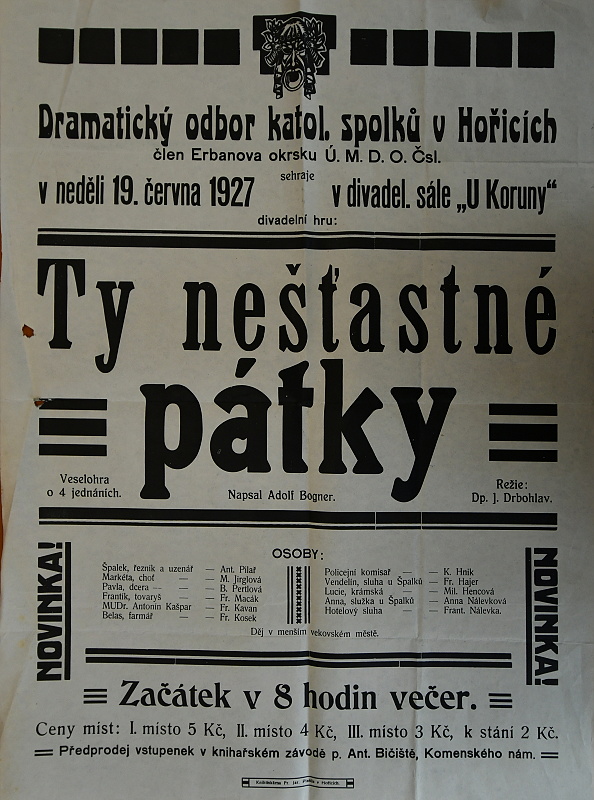 Dramatický odbor katol. spolků v Hořicích
člen Erbanova okrsku Ú. M. D. O. Čsl.
sehraje
v neděli 19. června 1927 v divadel. sále „U Koruny"
divadelní hru:
Ty nešťastné
pátky
Veselohra
o 4 jednáních.
Napsal Adolf Bogner.
Režie:
Dp. J. Drbohlav.
NOVINKA!
OSOBY:
Špalek, řezník a uzenář — Ant. Pilař
Markéta, choť — — M. Jirglová
Pavla, dcera — — B. Pertlová
Frantík, tovaryš — Fr. Macák
MUDr. Antonín Kašpar — Fr. Kavan
Belas, farmář — — Fr. Kosek
Policejní komisař — — K. Hník
Vendelín, sluha u Špalků — Fr. Hajer
Lucie, krámská — — Mil. Hencová
Anna, služka u Špalků — Anna Nálevková
Hotelový sluha — — Frant. Nálevka.
Děj v menším venkovském městě.
NOVINKA!
Začátek v 8 hodin večer.
Ceny míst: I. místo 5 Kč, II. místo 4 Kč, III. místo 3 Kč, k stání 2 Kč.
Předprodej vstupenek v knihařském závodě p. Ant. Bičiště, Komenského nám.
v Hořicích.